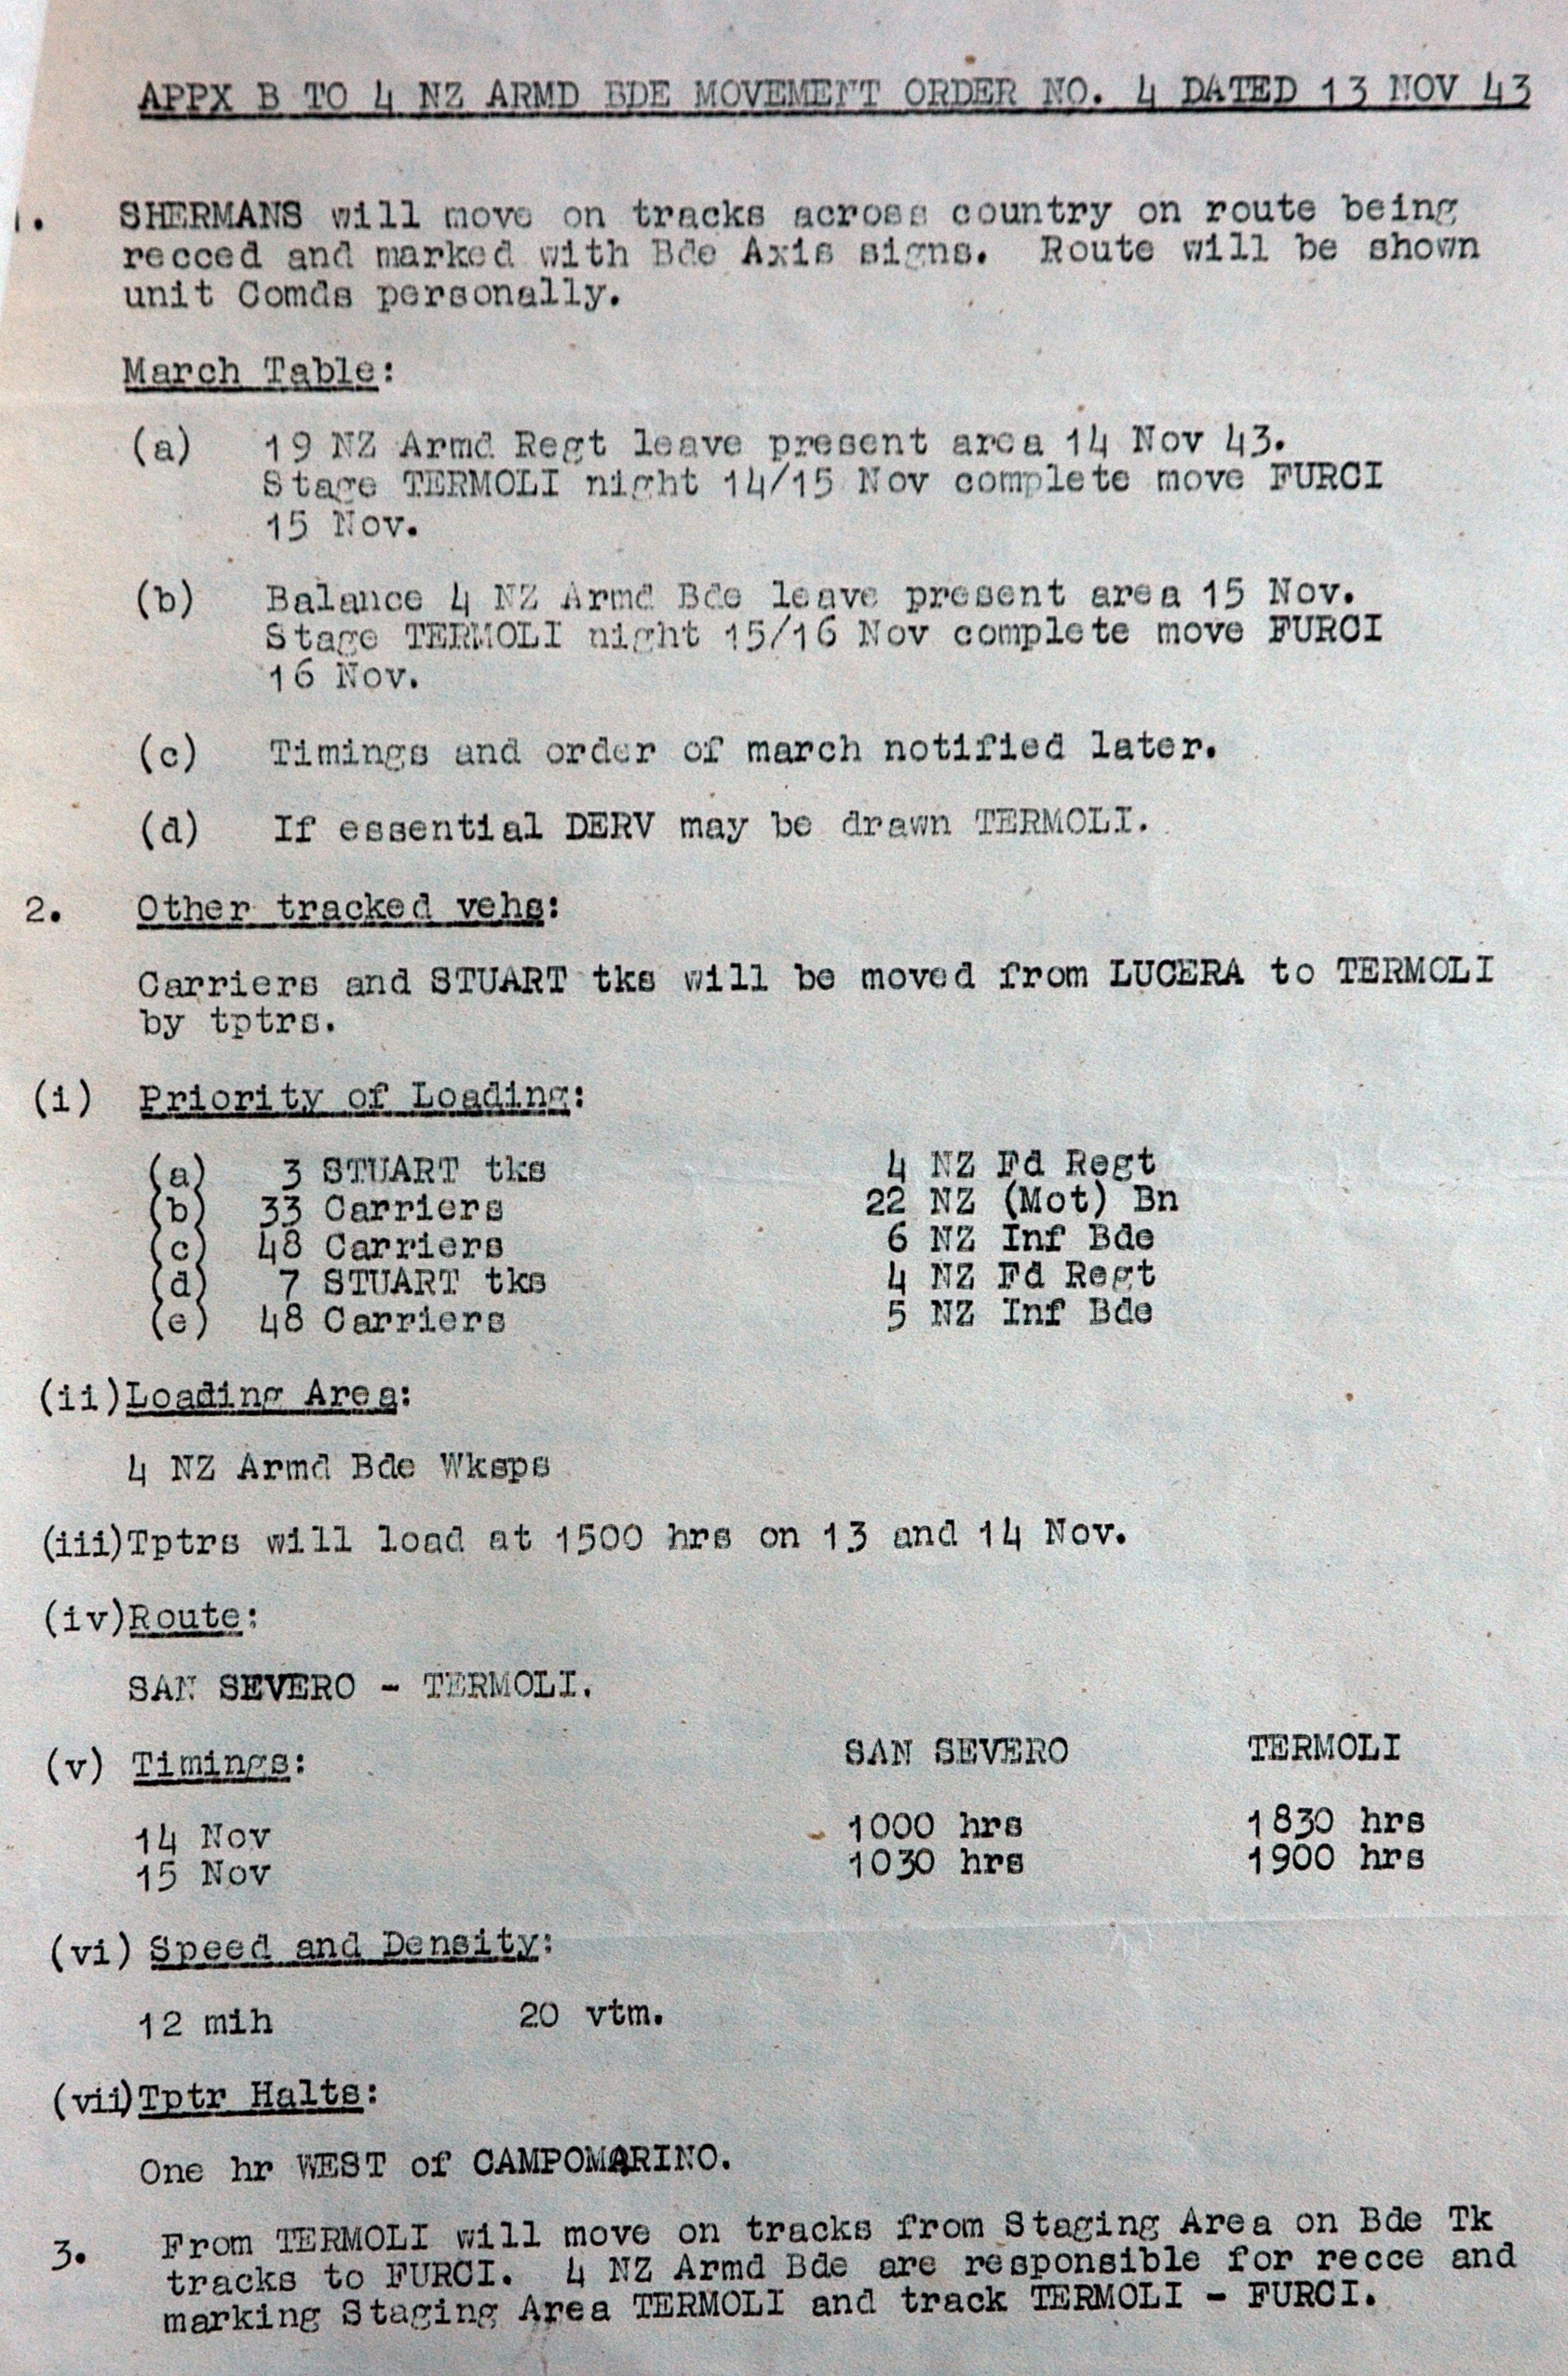 APPX B TO 4 NZ ARMD BDE MOVEMENT ORDER NO. 4 DATED 13 NOV 43
1. SHERMANS will move on tracks across country on route being
recced and marked with Bde Axis signs. Route will be shown
unit Comds personally.
March Table:
(a) 19 NZ Armd Regt leave present area 14 Nov 43.
Stage TERMOLI night 14/15 Nov complete move FURCI
15 Nov.
(b) Balance 4 NZ Armd Bde leave present area 15 Nov.
Stage TERMOLI night 15/16 Nov complete move FURCI
16 Nov.
(c) Timings and order of march notified later.
(d) If essential DERV may be drawn TERMOLI.
2. Other tracked vehs:
Carriers and STUART tks will be moved from LUCERA to TERMOLI
by tptrs.
(i) Priority of Loading:
(a) 3 STUART tks 4 NZ Fd Regt
(b) 33 Carriers 22 NZ (Mot) Bn
(c) 48 Carriers 6 NZ Inf Bde
(d) 7 STUART tks 4 NZ Fd Regt
(e) 48 Carriers 5 NZ Inf Bde
(ii) Loading Area:
4 NZ Armd Bde Wksps
(iii) Tptrs will load at 1500 hrs on 13 and 14 Nov.
(iv) Route:
SAN SEVERO - TERMOLI.
(v) Timings: SAN SEVERO TERMOLI
14 Nov 1000 hrs 1830 hrs
15 Nov 1030 hrs 1900 hrs
(vi) Speed and Density:
12 mih 20 vtm.
(vii) Tptr Halts:
One hr WEST of CAMPOMARINO.
3. From TERMOLI will move on tracks from Staging Area on Bde Tk
tracks to FURCI. 4 NZ Armd Bde are responsible for recce and
marking Staging Area TERMOLI and track TERMOLI - FURCI.